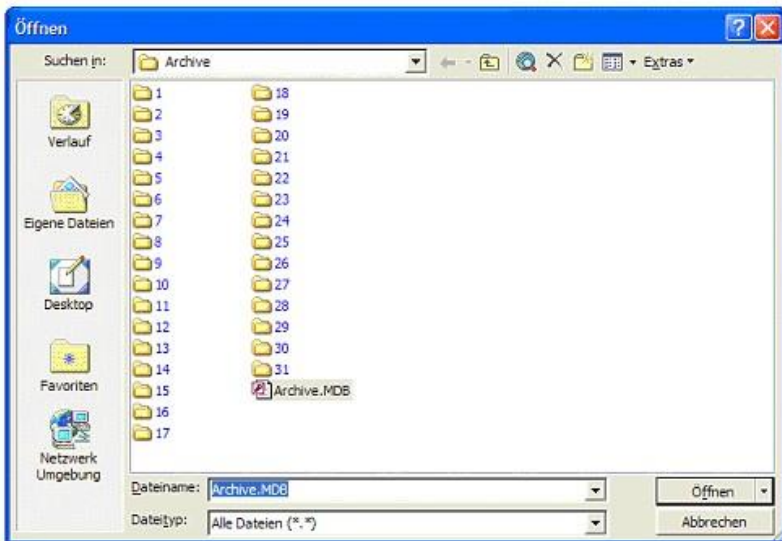 Öffnen
Suchen in: Archive Extras
Verlauf
Eigene Dateien
Desktop
Favoriten
Netzwerk
Umgebung
1
2
3
4
5
6
7
8
9
10
11
12
13
14
15
16
17
18
19
20
21
22
23
24
25
26
27
28
29
30
31
Archive.MDB
Dateiname: Archive.MDB Öffnen
Dateityp: Alle Dateien (*.*) Abbrechen